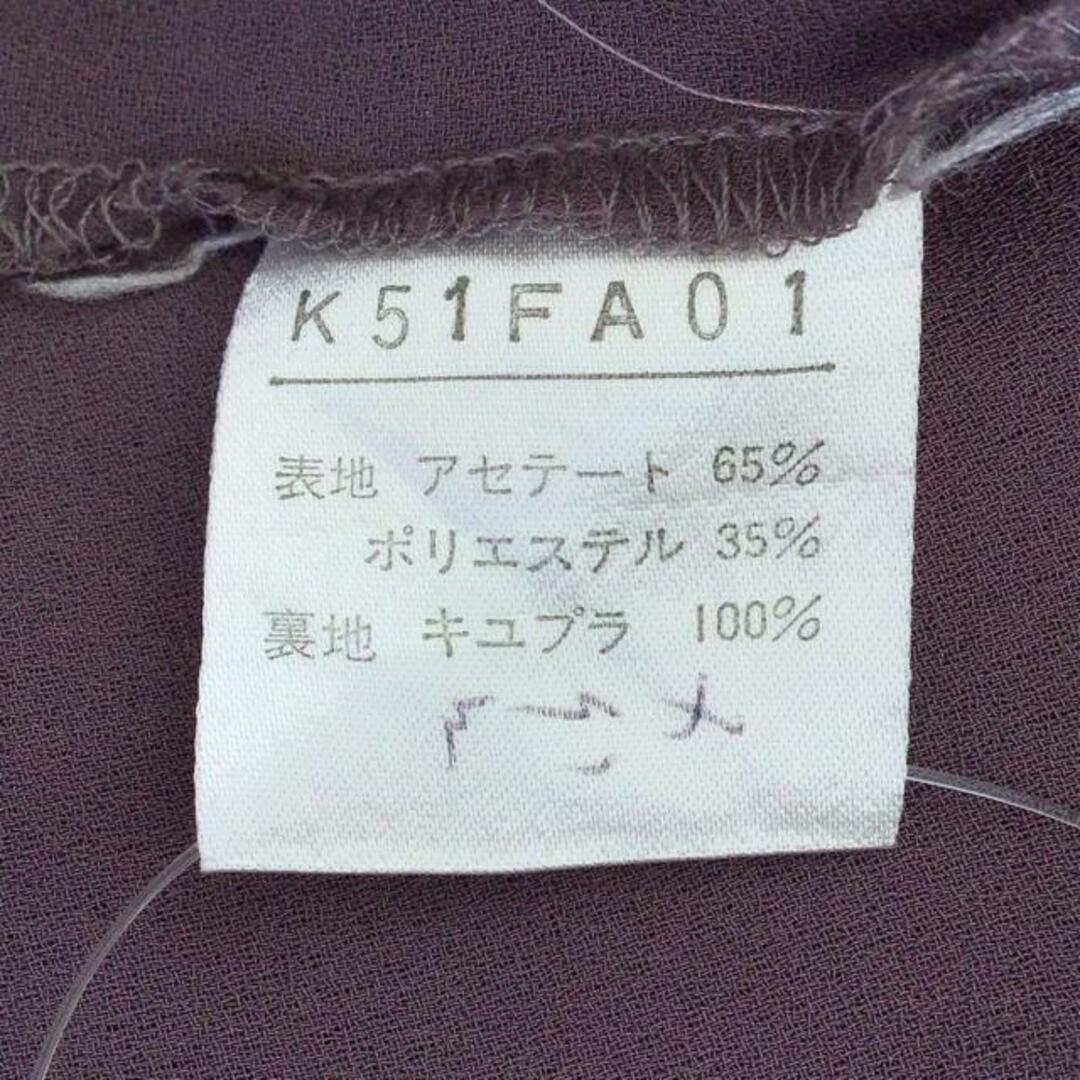 K51FA01
表地 アセテート 65%
ポリエステル 35%
裏地 キュプラ 100%